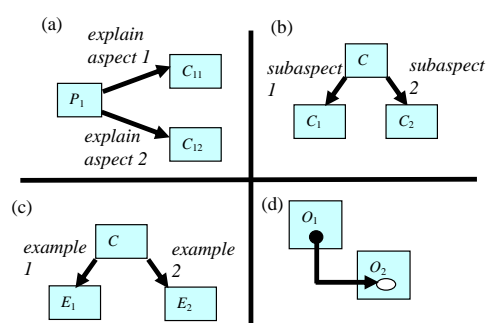 (a)
explain
aspect 1
P₁
C₁₁
explain
aspect 2
C₁₂
(b)
C
subaspect
1
subaspect
2
C₁
C₂
(c)
C
example
1
example
2
E₁
E₂
(d)
O₁
O₂